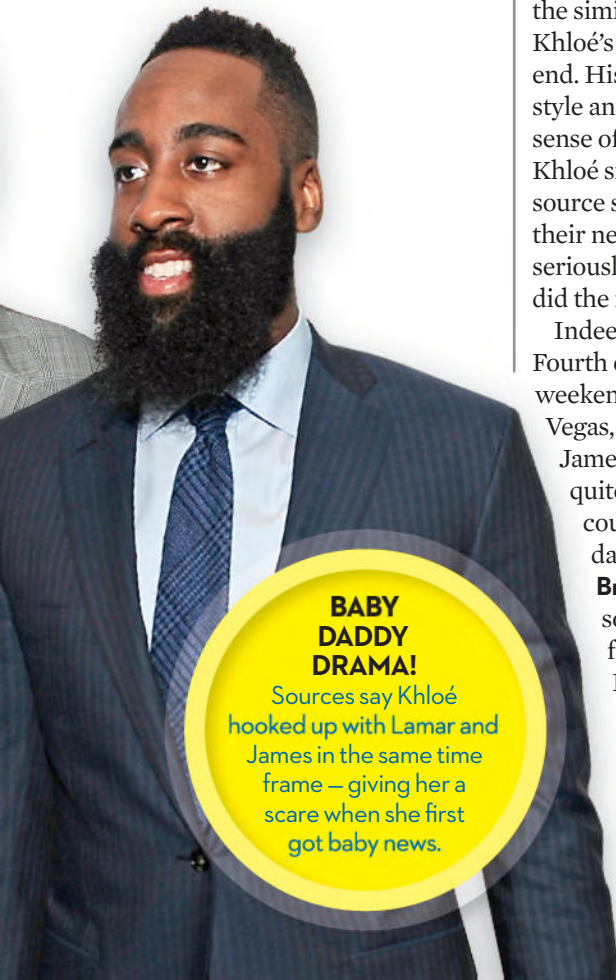 the simi
Khloé's
end. His
style an
sense of
Khloé s
source s
their ne
seriousl
did the
Indee
Fourth
weeken
Vegas,
Jame
quite
cou
da
Br
so
f
BABY
DADDY
DRAMA!
Sources say Khloé
hooked up with Lamar and
James in the same time
frame — giving her a
scare when she first
got baby news.